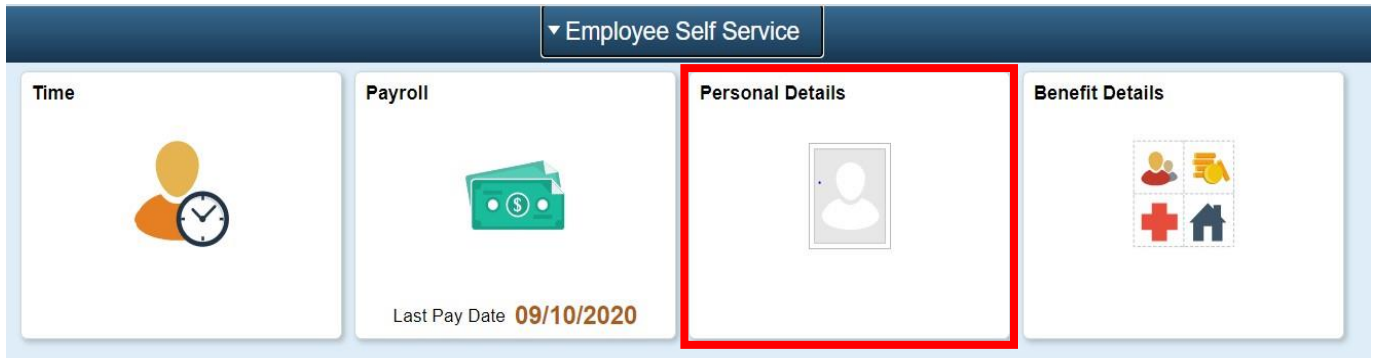 Employee Self Service
Time
Payroll
Personal Details
Benefit Details
$
Last Pay Date 09/10/2020